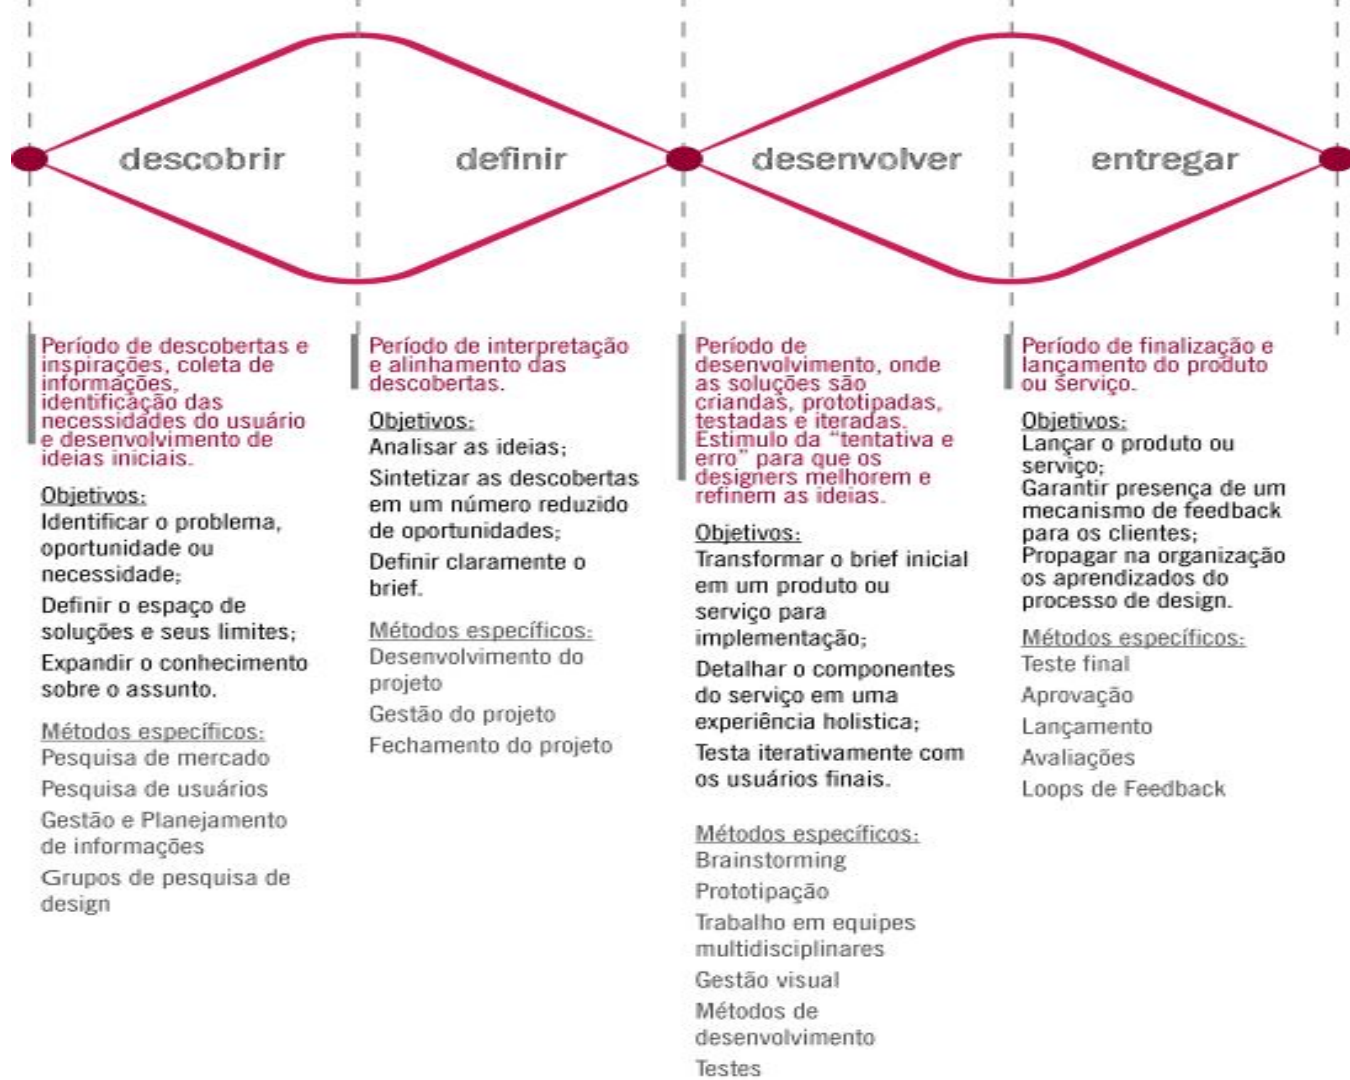 descobrir
definir
desenvolver
entregar
Período de descobertas e
inspirações, coleta de
informações,
identificação das
necessidades do usuário
e desenvolvimento de
ideias iniciais.
Objetivos:
Identificar o problema,
oportunidade ou
necessidade;
Definir o espaço de
soluções e seus limites;
Expandir o conhecimento
sobre o assunto.
Métodos específicos:
Pesquisa de mercado
Pesquisa de usuários
Gestão e Planejamento
de informações
Grupos de pesquisa de
design
Período de interpretação
e alinhamento das
descobertas.
Objetivos:
Analisar as ideias;
Sintetizar as descobertas
em um número reduzido
de oportunidades;
Definir claramente o
brief.
Métodos específicos:
Desenvolvimento do
projeto
Gestão do projeto
Fechamento do projeto
Período de
desenvolvimento, onde
as soluções são
criandas, prototipadas,
testadas e iteradas.
Estimulo da “tentativa e
erro” para que os
designers melhorem e
refinem as ideias.
Objetivos:
Transformar o brief inicial
em um produto ou
serviço para
implementação;
Detalhar o componentes
do serviço em uma
experiência holistica;
Testa iterativamente com
os usuários finais.
Métodos específicos:
Brainstorming
Prototipação
Trabalho em equipes
multidisciplinares
Gestão visual
Métodos de
desenvolvimento
Testes
Período de finalização e
lançamento do produto
ou serviço.
Objetivos:
Lançar o produto ou
serviço;
Garantir presença de um
mecanismo de feedback
para os clientes;
Propagar na organização
os aprendizados do
processo de design.
Métodos específicos:
Teste final
Aprovação
Lançamento
Avaliações
Loops de Feedback